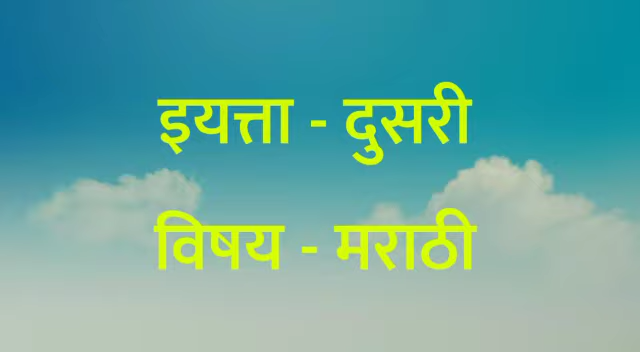 इयत्ता - दुसरी
विषय - मराठी